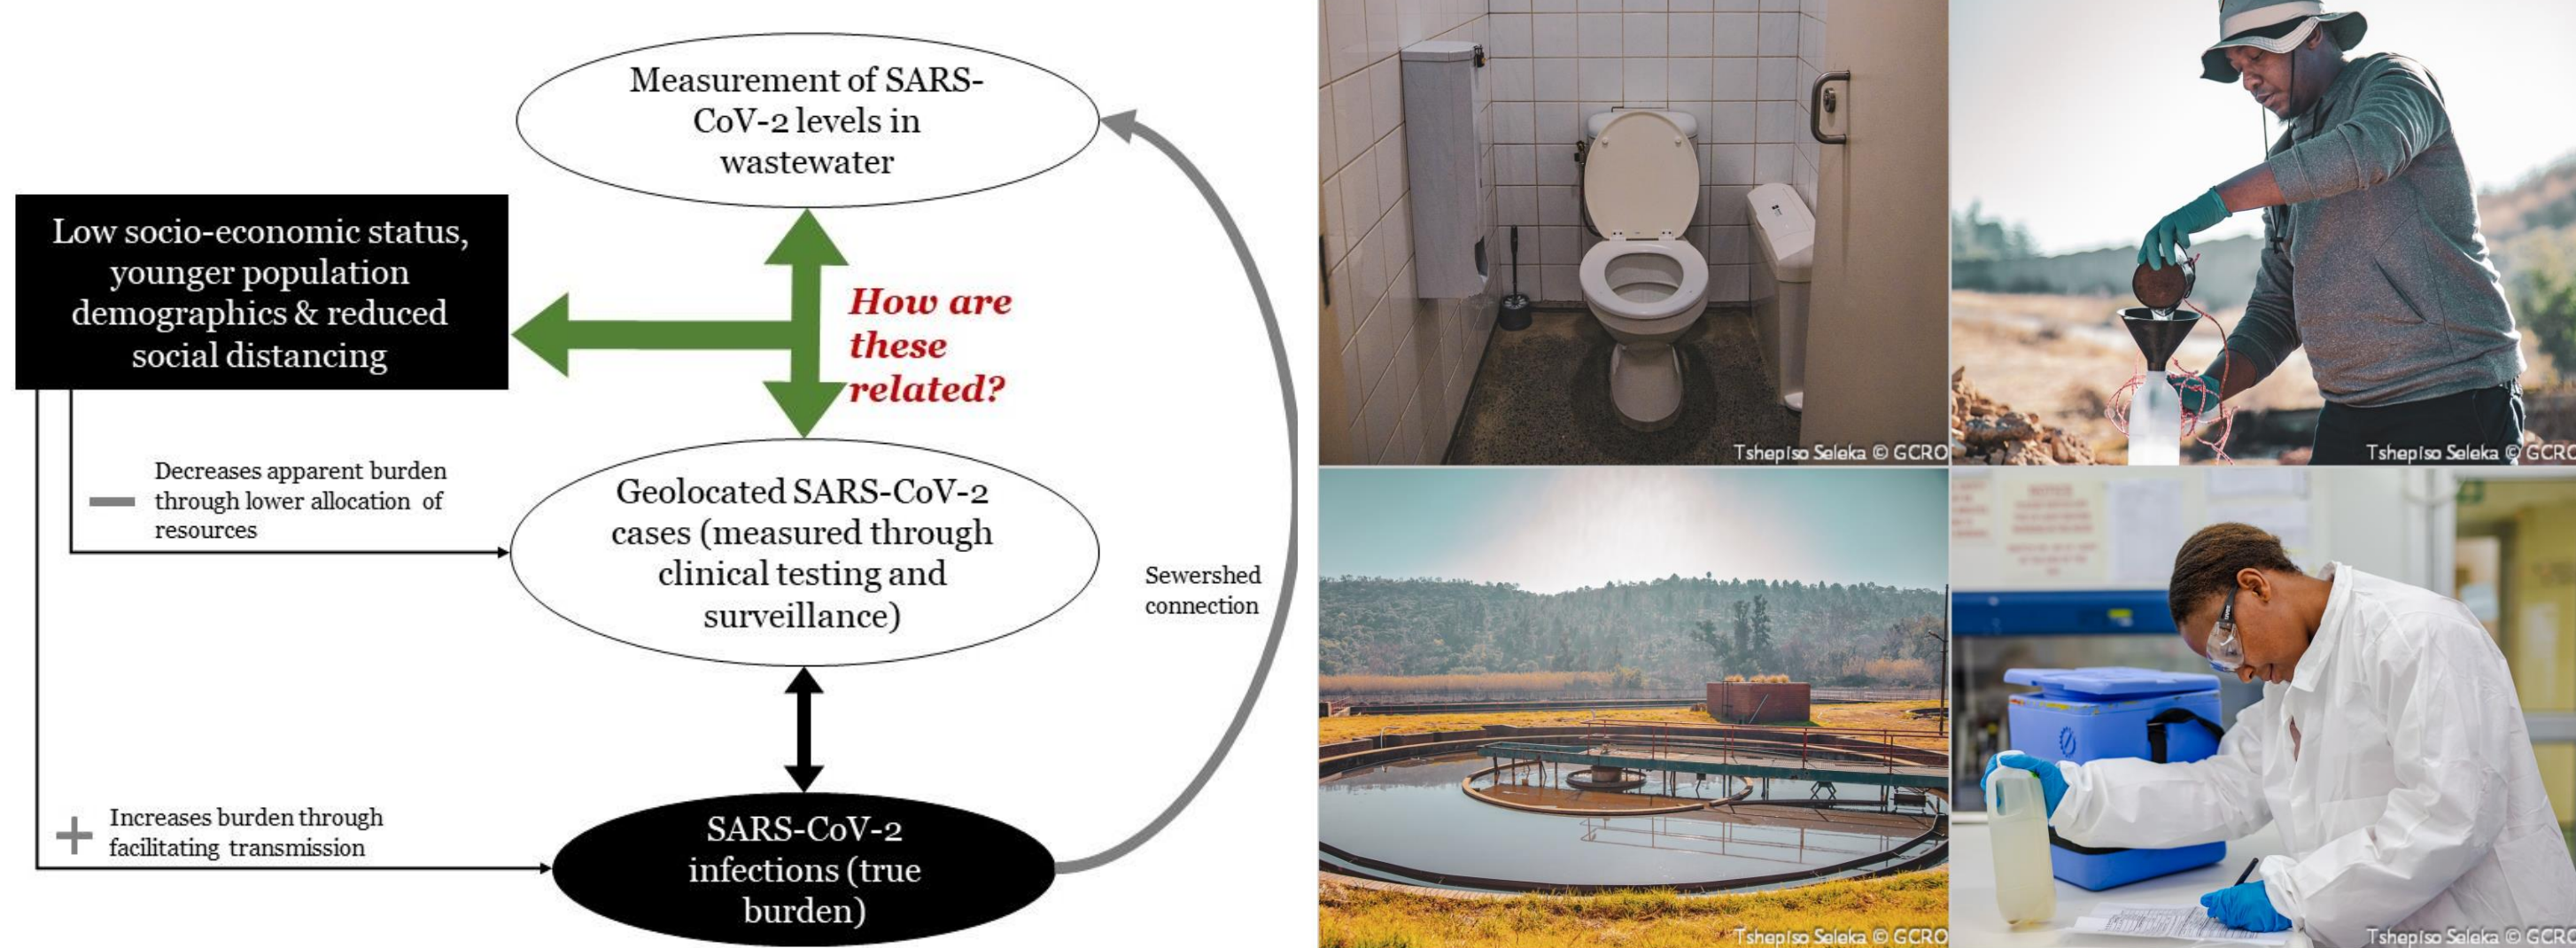 Measurement of SARS-
CoV-2 levels in
wastewater
Low socio-economic status,
younger population
demographics & reduced
social distancing
How are
these
related?
Decreases apparent burden
through lower allocation of
resources
Geolocated SARS-CoV-2
cases (measured through
clinical testing and
surveillance)
Sewershed
connection
Increases burden through
facilitating transmission
SARS-CoV-2
infections (true
burden)
Tshepiso Seleka © GCRO
Tshepiso Seleka © GCRO
NOTICE
Tshepiso Seleka © GCRO
Tshepiso Seleka © GCRO